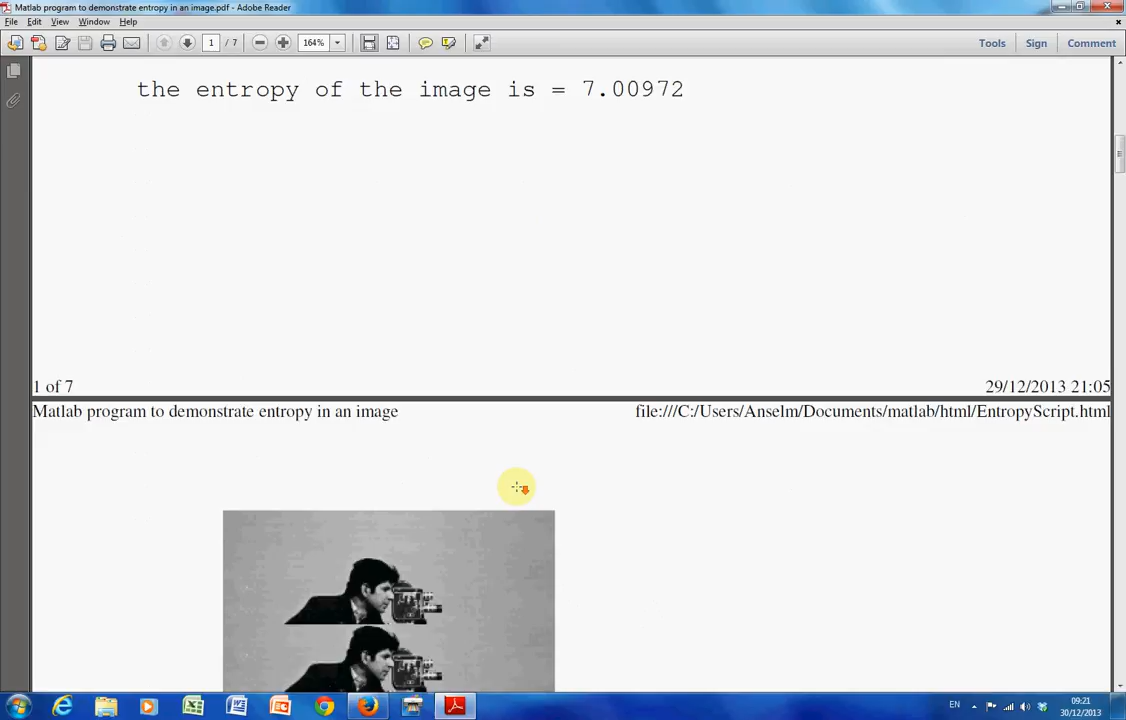 Matlab program to demonstrate entropy in an image.pdf - Adobe Reader
File Edit View Window Help
1 / 7 164% Tools Sign Comment
the entropy of the image is = 7.00972
1 of 7 29/12/2013 21:05
Matlab program to demonstrate entropy in an image file:///C:/Users/Anselm/Documents/matlab/html/EntropyScript.html
EN 09:21
30/12/2013